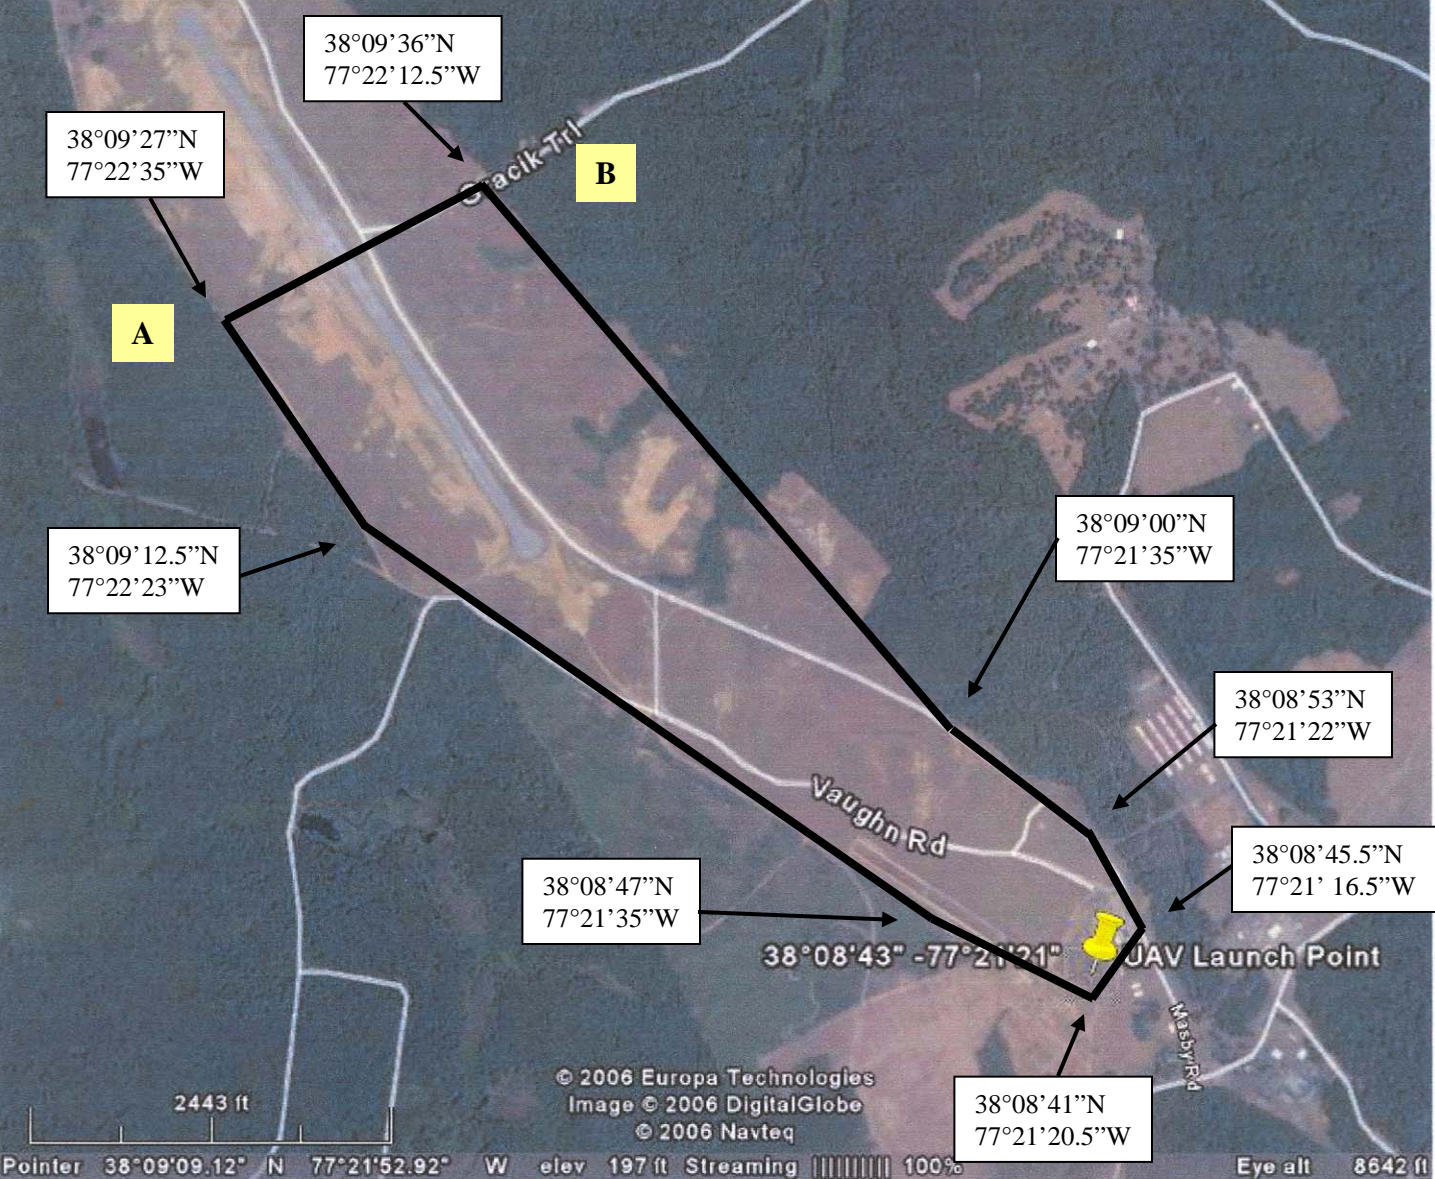 38°09’36”N
77°22’12.5”W
38°09’27”N
77°22’35”W
Gracik Trl
B
A
38°09’00”N
77°21’35”W
38°09’12.5”N
77°22’23”W
38°08’53”N
77°21’22”W
Vaughn Rd
38°08’45.5”N
77°21’ 16.5”W
38°08’47”N
77°21’35”W
38°08'43" -77°21'21" UAV Launch Point
Masby Rd
38°08’41”N
77°21’20.5”W
2443 ft
© 2006 Europa Technologies
Image © 2006 DigitalGlobe
© 2006 Navteq
Pointer 38°09'09.12" N 77°21'52.92" W elev 197 ft Streaming |||||||||| 100% Eye alt 8642 ft